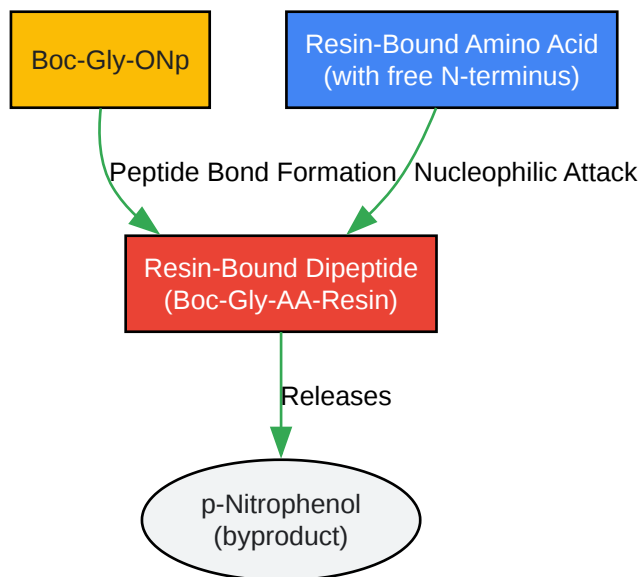 Boc-Gly-ONp
Resin-Bound Amino Acid
(with free N-terminus)
Peptide Bond Formation
Nucleophilic Attack
Resin-Bound Dipeptide
(Boc-Gly-AA-Resin)
Releases
p-Nitrophenol
(byproduct)